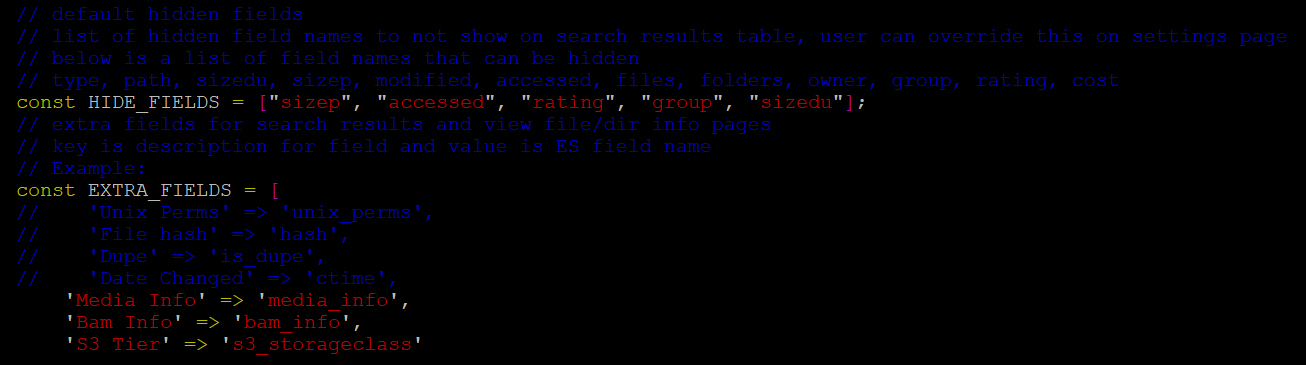 // default hidden fields
// list of hidden field names to not show on search results table, user can override this on settings page
// below is a list of field names that can be hidden
// type, path, sizedu, sizep, modified, accessed, files, folders, owner, group, rating, cost
const HIDE_FIELDS = ["sizep", "accessed", "rating", "group", "sizedu"];
// extra fields for search results and view file/dir info pages
// key is description for field and value is ES field name
// Example:
const EXTRA_FIELDS = [
//    'Unix Perms' => 'unix_perms',
//    'File hash' => 'hash',
//    'Dupe' => 'is_dupe',
//    'Date Changed' => 'ctime',
    'Media Info' => 'media_info',
    'Bam Info' => 'bam_info',
    'S3 Tier' => 's3_storageclass'